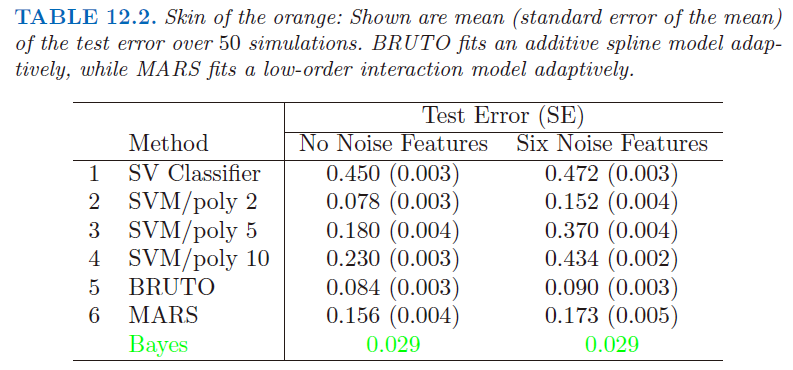 TABLE 12.2. Skin of the orange: Shown are mean (standard error of the mean)
of the test error over 50 simulations. BRUTO fits an additive spline model adap-
tively, while MARS fits a low-order interaction model adaptively.
Test Error (SE)
Method No Noise Features Six Noise Features
1 SV Classifier 0.450 (0.003) 0.472 (0.003)
2 SVM/poly 2 0.078 (0.003) 0.152 (0.004)
3 SVM/poly 5 0.180 (0.004) 0.370 (0.004)
4 SVM/poly 10 0.230 (0.003) 0.434 (0.002)
5 BRUTO 0.084 (0.003) 0.090 (0.003)
6 MARS 0.156 (0.004) 0.173 (0.005)
Bayes 0.029 0.029